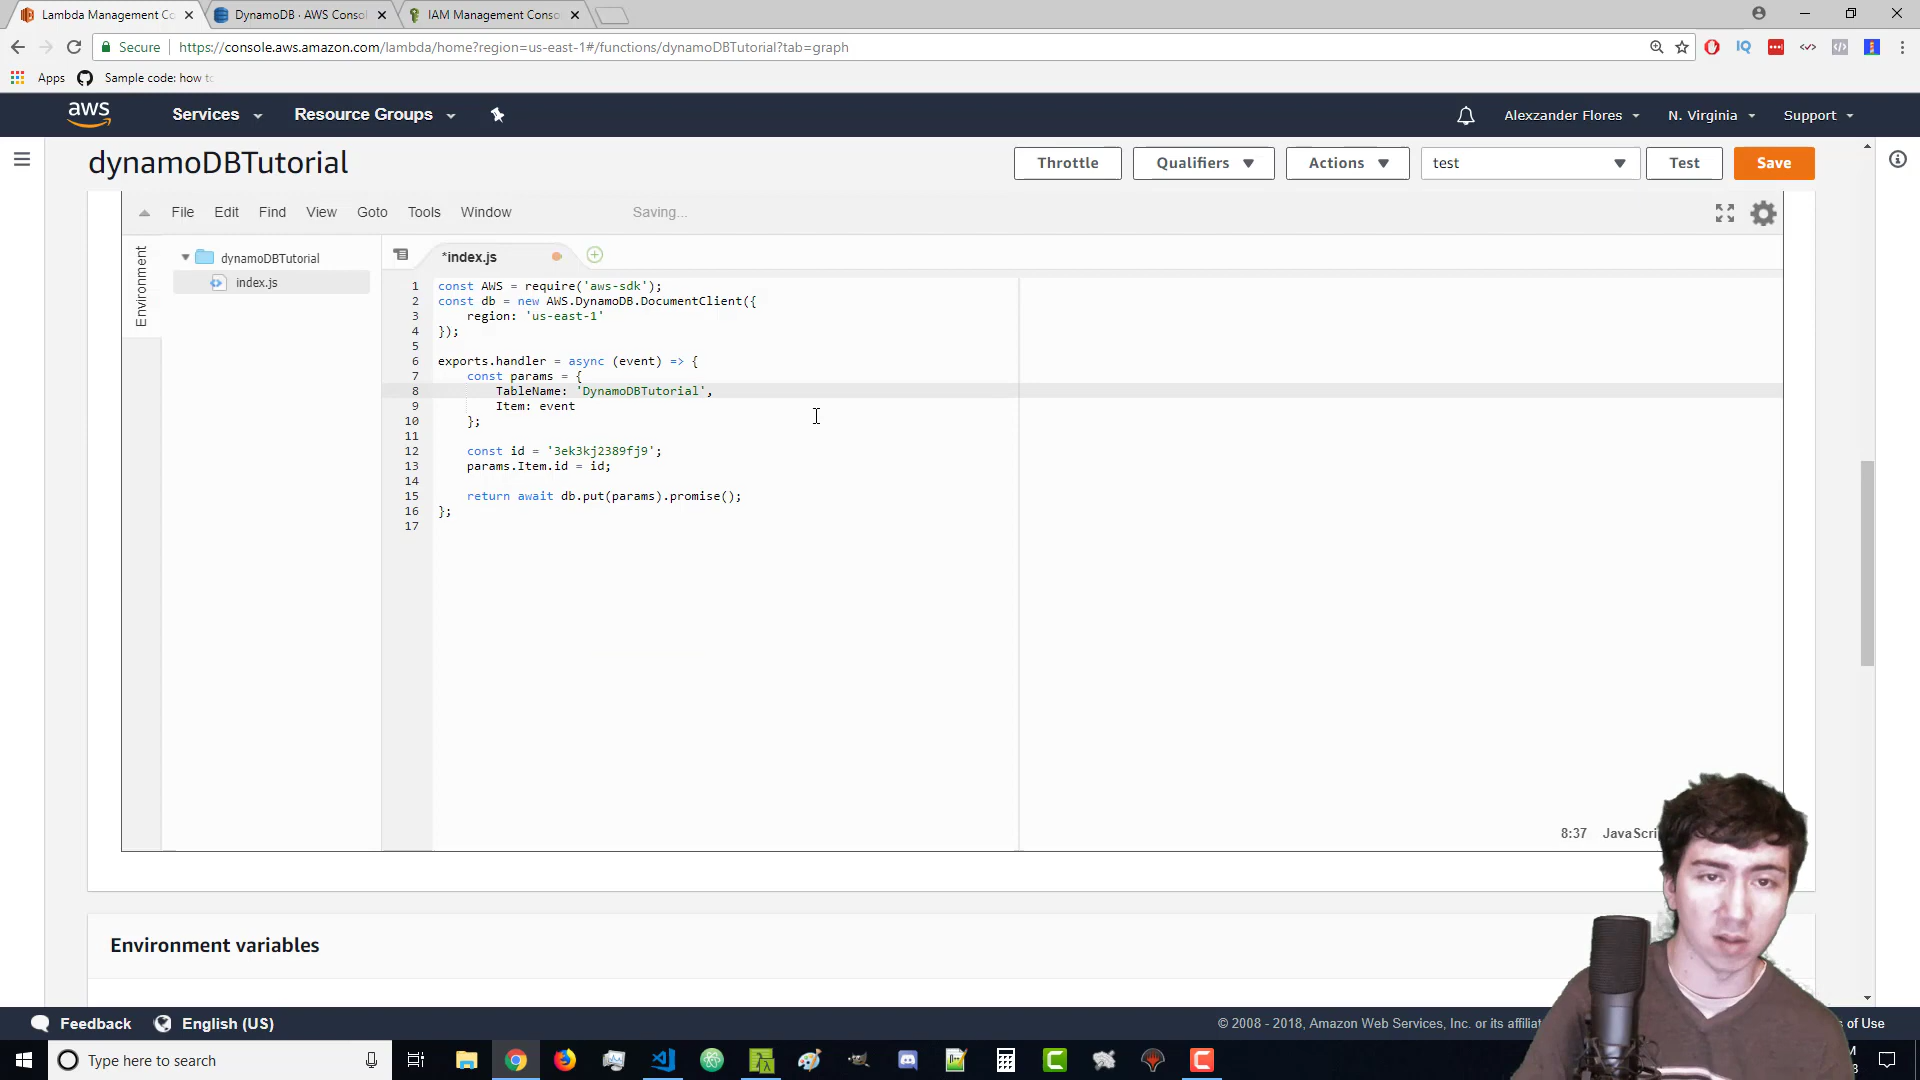 Lambda Management Co
DynamoDB · AWS Consol
IAM Management Conso
Secure
https://console.aws.amazon.com/lambda/home?region=us-east-1#/functions/dynamoDBTutorial?tab=graph
Apps
Sample code: how to
aws
Services
Resource Groups
Alexzander Flores
N. Virginia
Support
dynamoDBTutorial
Throttle
Qualifiers
Actions
test
Test
Save
File
Edit
Find
View
Goto
Tools
Window
Saving...
Environment
dynamoDBTutorial
index.js
*index.js
1 const AWS = require('aws-sdk');
2 const db = new AWS.DynamoDB.DocumentClient({
3 region: 'us-east-1'
4 });
5
6 exports.handler = async (event) => {
7 const params = {
8 TableName: 'DynamoDBTutorial',
9 Item: event
10 };
11
12 const id = '3ek3kj2389fj9';
13 params.Item.id = id;
14
15 return await db.put(params).promise();
16 };
17
8:37
JavaScri
Environment variables
Feedback
English (US)
© 2008 - 2018, Amazon Web Services, Inc. or its affiliat
of Use
Type here to search